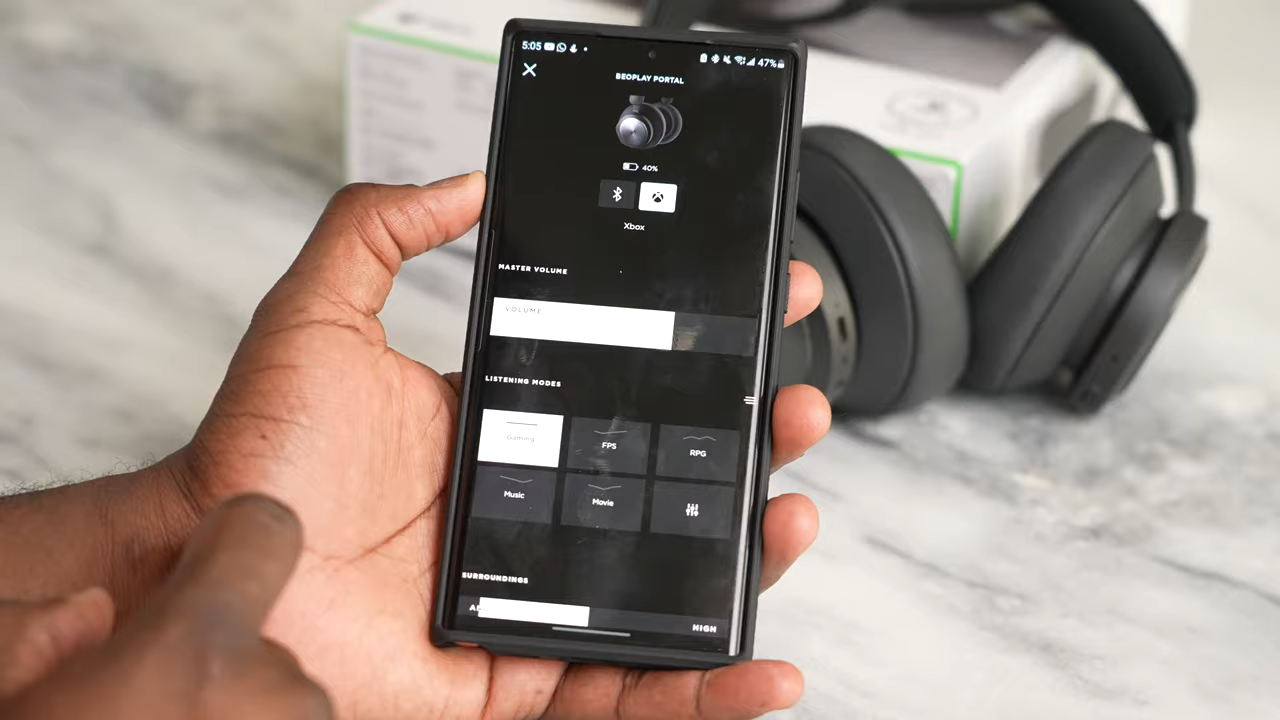 5:05
47%
BEOPLAY PORTAL
40%
Xbox
MASTER VOLUME
VOLUME
LISTENING MODES
Gaming
FPS
RPG
Music
Movie
SURROUNDINGS
HIGH